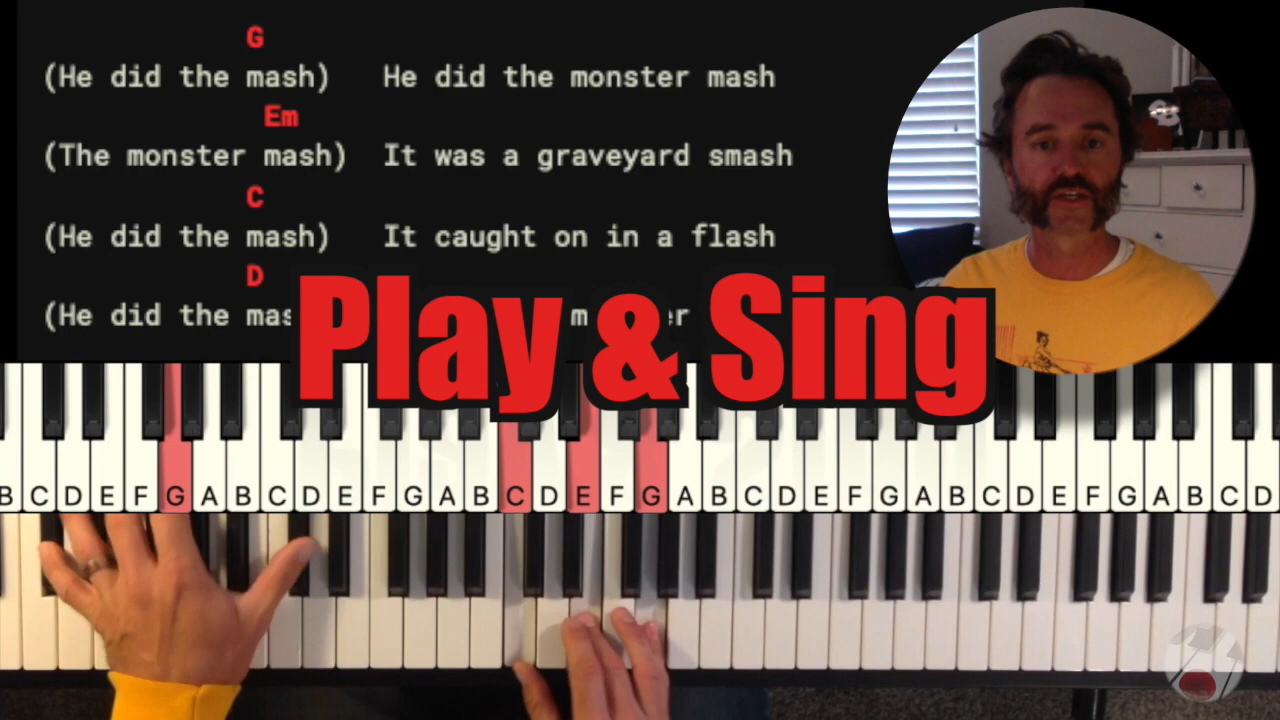 G
(He did the mash) He did the monster mash
Em
(The monster mash) It was a graveyard smash
C
(He did the mash) It caught on in a flash
D
(He did the
Play & Sing
B C D E F G A B C D E F G A B C D E F G A B C D E F G A B C D E F G A B C D